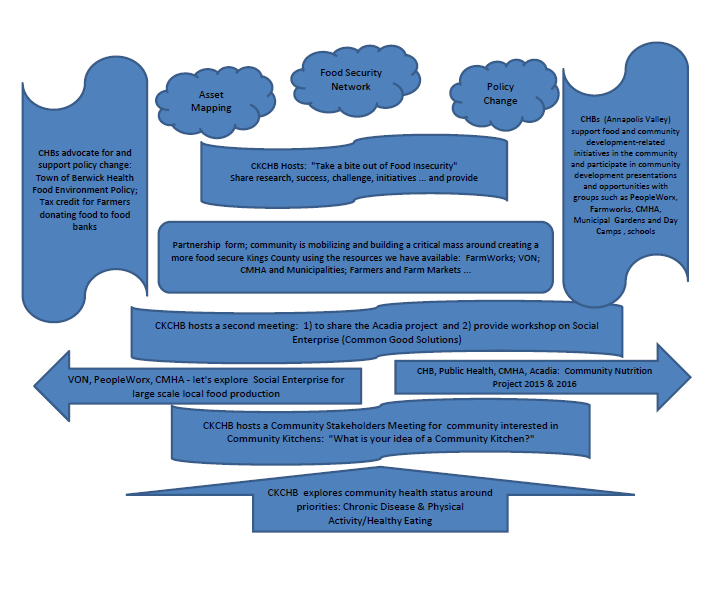 Asset
Mapping
Food Security
Network
Policy
Change
CHBs advocate for and
support policy change:
Town of Berwick Health
Food Environment Policy;
Tax credit for Farmers
donating food to food
banks
CKCHB Hosts: "Take a bite out of Food Insecurity"
Share research, success, challenge, initiatives ... and provide
CHBs (Annapolis Valley)
support food and community
development-related
initiatives in the community
and participate in community
development presentations
and opportunities with
groups such as PeopleWorx,
Farmworks, CMHA,
Municipal Gardens and Day
Camps , schools
Partnership form; community is mobilizing and building a critical mass around creating a
more food secure Kings County using the resources we have available: FarmWorks; VON;
CMHA and Municipalities; Farmers and Farm Markets ...
CKCHB hosts a second meeting: 1) to share the Acadia project and 2) provide workshop on Social
Enterprise (Common Good Solutions)
VON, PeopleWorx, CMHA - let's explore Social Enterprise for
large scale local food production
CHB, Public Health, CMHA, Acadia: Community Nutrition
Project 2015 & 2016
CKCHB hosts a Community Stakeholders Meeting for community interested in
Community Kitchens: "What is your idea of a Community Kitchen?"
CKCHB explores community health status around
priorities: Chronic Disease & Physical
Activity/Healthy Eating